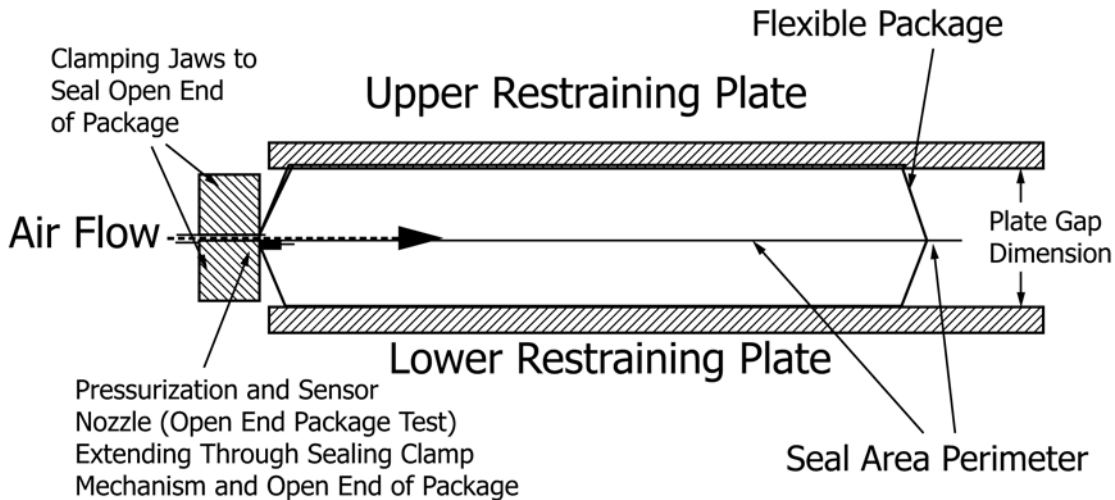 Flexible Package
Clamping Jaws to
Seal Open End
of Package
Upper Restraining Plate
Air Flow
Plate Gap
Dimension
Lower Restraining Plate
Pressurization and Sensor
Nozzle (Open End Package Test)
Extending Through Sealing Clamp
Mechanism and Open End of Package
Seal Area Perimeter